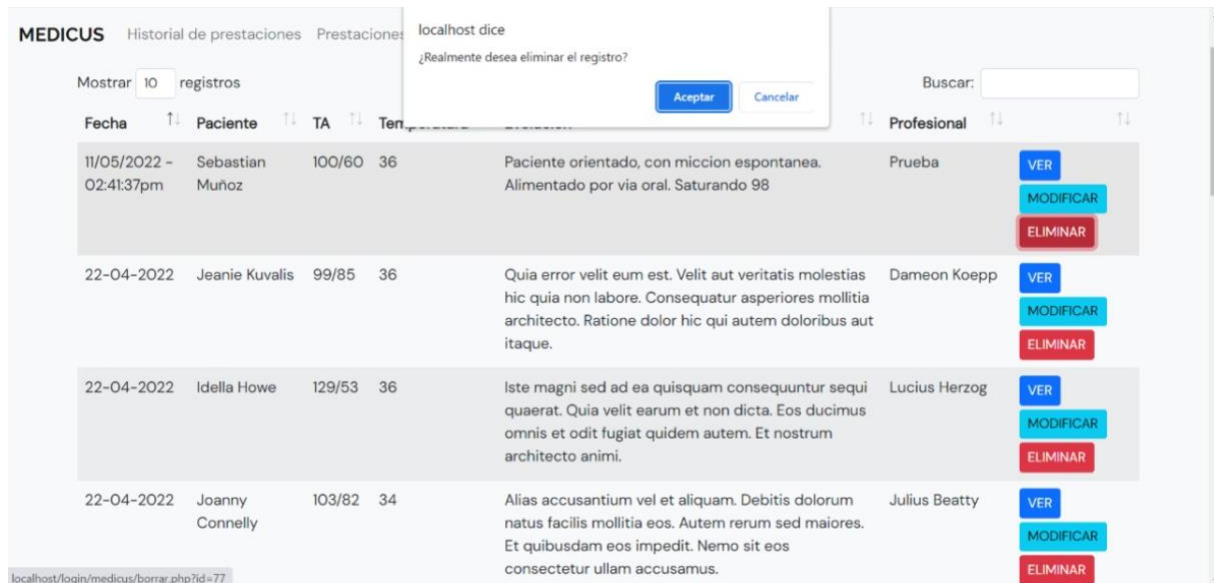 MEDICUS Historial de prestaciones Prestaciones
localhost dice
¿Realmente desea eliminar el registro?
Aceptar Cancelar
Mostrar 10 registros
Buscar:
Fecha Paciente TA Temperatura Evolucion Profesional
11/05/2022 - Sebastian 100/60 36 Paciente orientado, con miccion espontanea. Prueba VER
02:41:37pm Muñoz Alimentado por via oral. Saturando 98
MODIFICAR
ELIMINAR
22-04-2022 Jeanie Kuvalis 99/85 36 Quia error velit eum est. Velit aut veritatis molestias Dameon Koepp VER
hic quia non labore. Consequatur asperiores mollitia
architecto. Ratione dolor hic qui autem doloribus aut MODIFICAR
itaque. ELIMINAR
22-04-2022 Idella Howe 129/53 36 Iste magni sed ad ea quisquam consequuntur sequi Lucius Herzog VER
quaerat. Quia velit earum et non dicta. Eos ducimus
omnis et odit fugiat quidem autem. Et nostrum MODIFICAR
architecto animi. ELIMINAR
22-04-2022 Joanny 103/82 34 Alias accusantium vel et aliquam. Debitis dolorum Julius Beatty VER
Connelly natus facilis mollitia eos. Autem rerum sed maiores.
Et quibusdam eos impedit. Nemo sit eos MODIFICAR
consectetur ullam accusamus. ELIMINAR
localhost/login/medicus/borrar.php?id=77